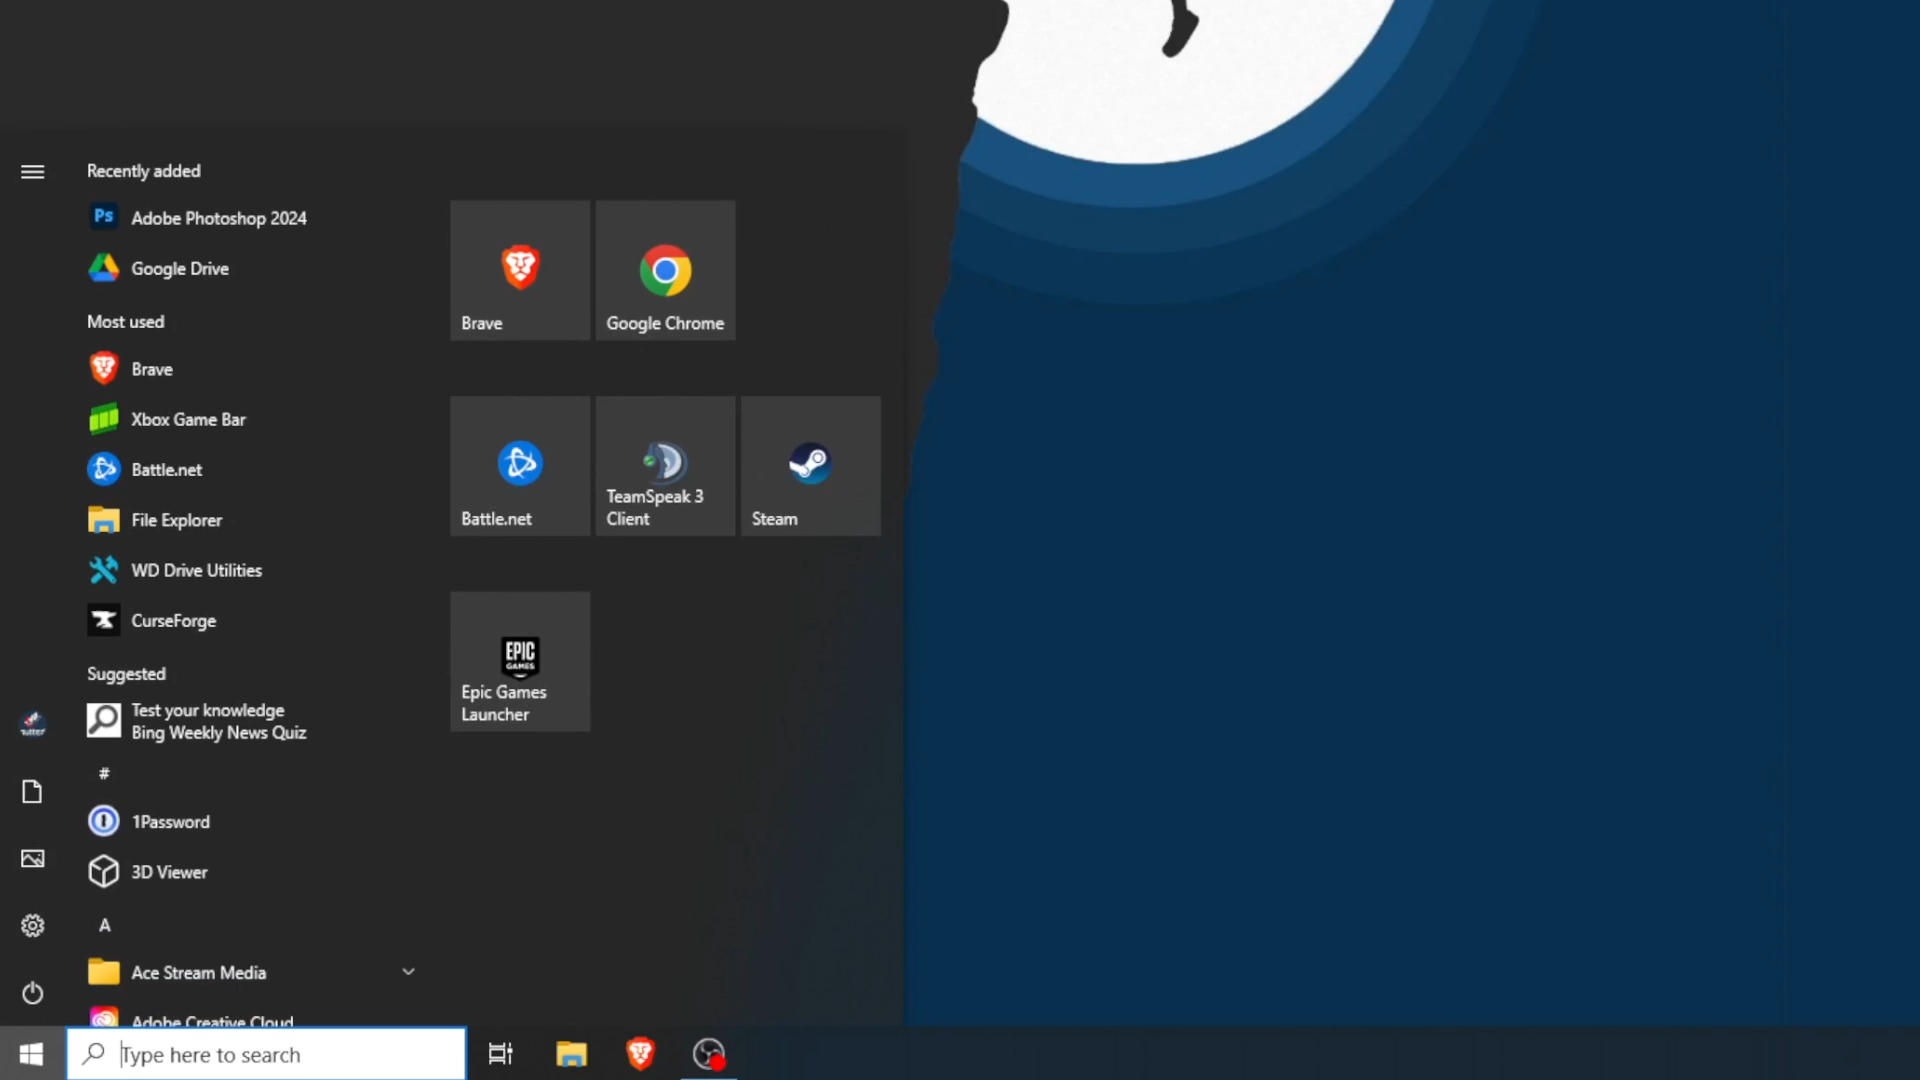 Recently added
Ps
Adobe Photoshop 2024
Google Drive
Most used
Brave
Xbox Game Bar
Battle.net
File Explorer
WD Drive Utilities
CurseForge
Suggested
Test your knowledge
Bing Weekly News Quiz
#
1Password
3D Viewer
A
Ace Stream Media
Adobe Creative Cloud
Brave
Google Chrome
Battle.net
TeamSpeak 3
Client
Steam
EPIC
GAMES
Epic Games
Launcher
Type here to search